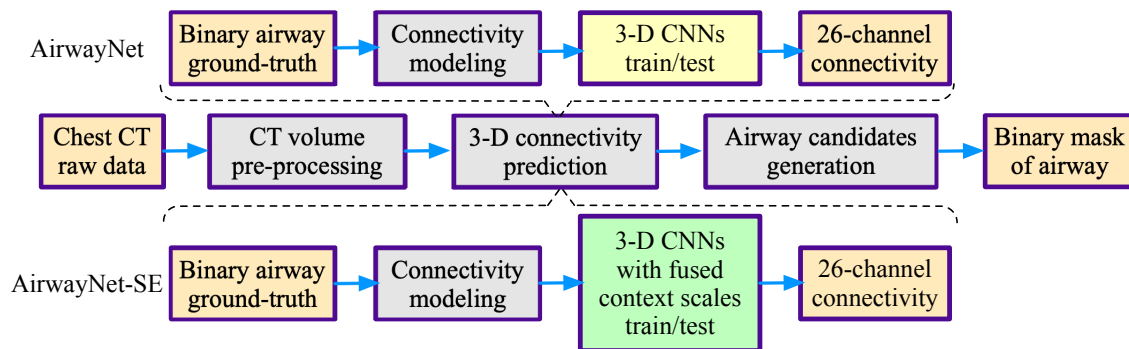 AirwayNet
Binary airway
ground-truth
Connectivity
modeling
3-D CNNs
train/test
26-channel
connectivity
Chest CT
raw data
CT volume
pre-processing
3-D connectivity
prediction
Airway candidates
generation
Binary mask
of airway
AirwayNet-SE
Binary airway
ground-truth
Connectivity
modeling
3-D CNNs
with fused
context scales
train/test
26-channel
connectivity